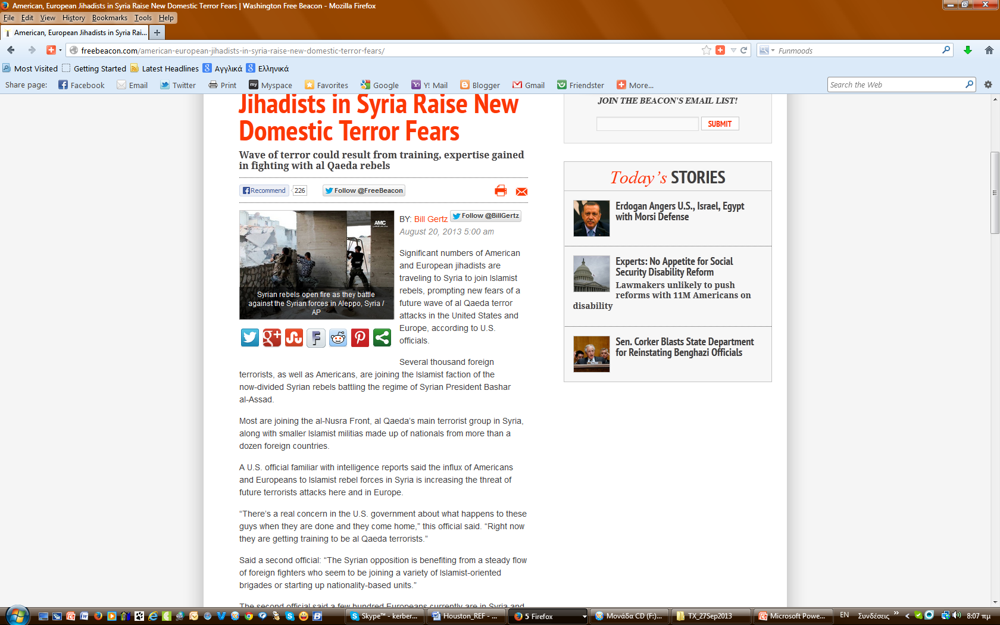 American, European Jihadists in Syria Raise New Domestic Terror Fears | Washington Free Beacon - Mozilla Firefox
File Edit View History Bookmarks Tools Help
American, European Jihadists in Syria Rai...
freebeacon.com/american-european-jihadists-in-syria-raise-new-domestic-terror-fears/
Funmoods
Most Visited Getting Started Latest Headlines Αγγλικά Ελληνικά
Share page: Facebook Email Twitter Print Myspace Favorites Google Y! Mail Blogger Gmail Friendster More...
Search the Web
Jihadists in Syria Raise New
Domestic Terror Fears
Wave of terror could result from training, expertise gained
in fighting with al Qaeda rebels
Recommend 226 Follow @FreeBeacon
AMC
AMC
Syrian rebels open fire as they battle
against the Syrian forces in Aleppo, Syria /
AP
BY: Bill Gertz Follow @BillGertz
August 20, 2013 5:00 am
Significant numbers of American
and European jihadists are
traveling to Syria to join Islamist
rebels, prompting new fears of a
future wave of al Qaeda terror
attacks in the United States and
Europe, according to U.S.
officials.
Several thousand foreign
terrorists, as well as Americans, are joining the Islamist faction of the
now-divided Syrian rebels battling the regime of Syrian President Bashar
al-Assad.
Most are joining the al-Nusra Front, al Qaeda’s main terrorist group in Syria,
along with smaller Islamist militias made up of nationals from more than a
dozen foreign countries.
A U.S. official familiar with intelligence reports said the influx of Americans
and Europeans to Islamist rebel forces in Syria is increasing the threat of
future terrorists attacks here and in Europe.
“There’s a real concern in the U.S. government about what happens to these
guys when they are done and they come home,” this official said. “Right now
they are getting training to be al Qaeda terrorists.”
Said a second official: “The Syrian opposition is benefiting from a steady flow
of foreign fighters who seem to be joining a variety of Islamist-oriented
brigades or starting up nationality-based units.”
The second official said a few hundred Europeans currently are in Syria and
JOIN THE BEACON'S EMAIL LIST!
SUBMIT
Today’s STORIES
Erdogan Angers U.S., Israel, Egypt
with Morsi Defense
Experts: No Appetite for Social
Security Disability Reform
Lawmakers unlikely to push
reforms with 11M Americans on
disability
Sen. Corker Blasts State Department
for Reinstating Benghazi Officials
Skype™ - kerber... Houston_REF - ... 5 Firefox Μονάδα CD (F:)... TX_27Sep2013 Microsoft Powe... EN Συνδέσεις 8:07 πμ